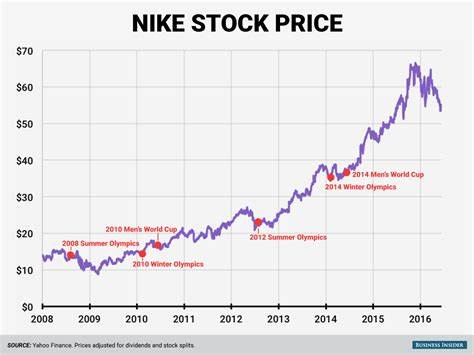 NIKE STOCK PRICE
$70
$60
$50
$40
$30
$20
$10
$0
2014 Men's World Cup
2014 Winter Olympics
2010 Men's World Cup
2012 Summer Olympics
2008 Summer Olympics
2010 Winter Olympics
2008 2009 2010 2011 2012 2013 2014 2015 2016
SOURCE: Yahoo Finance. Prices adjusted for dividends and stock splits.
BUSINESS INSIDER